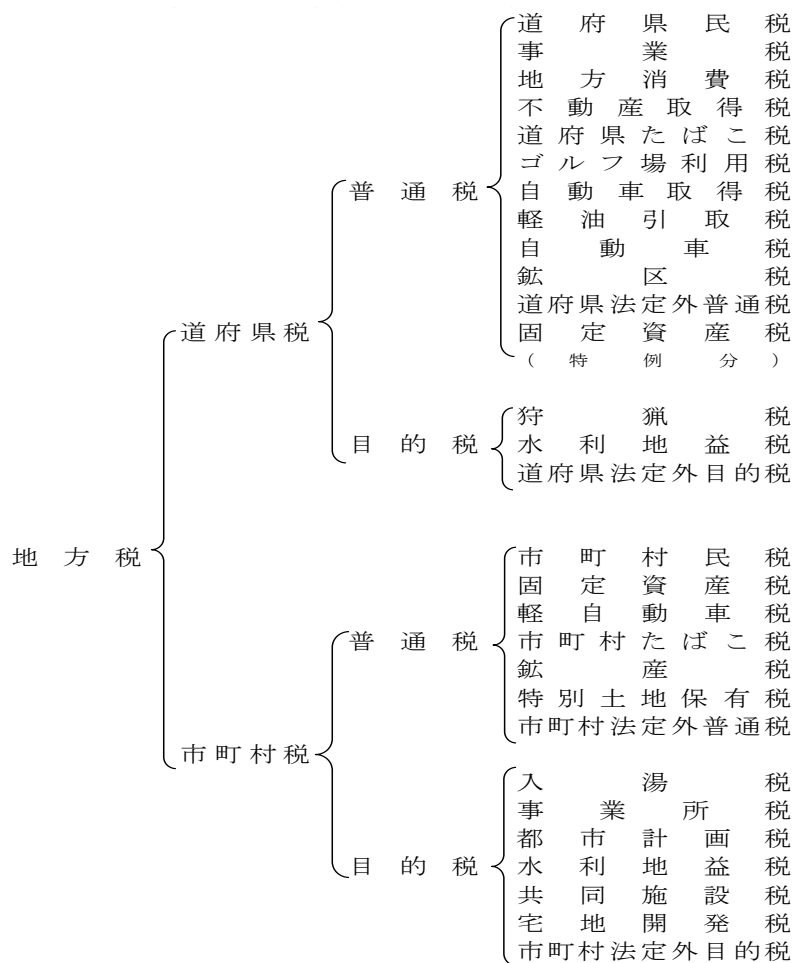 道府県民税
事業税
地方消費税
不動産取得税
道府県たばこ税
ゴルフ場利用税
普通税
自動車取得税
軽油引取税
自動車税
鉱区税
道府県法定外普通税
道府県税
固定資産税
(特例分)
狩猟税
目的税
水利地益税
道府県法定外目的税
地方税
市町村民税
固定資産税
軽自動車税
普通税
市町村たばこ税
鉱産税
特別土地保有税
市町村法定外普通税
市町村税
入湯税
事業所税
都市計画税
目的税
水利地益税
共同施設税
宅地開発税
市町村法定外目的税